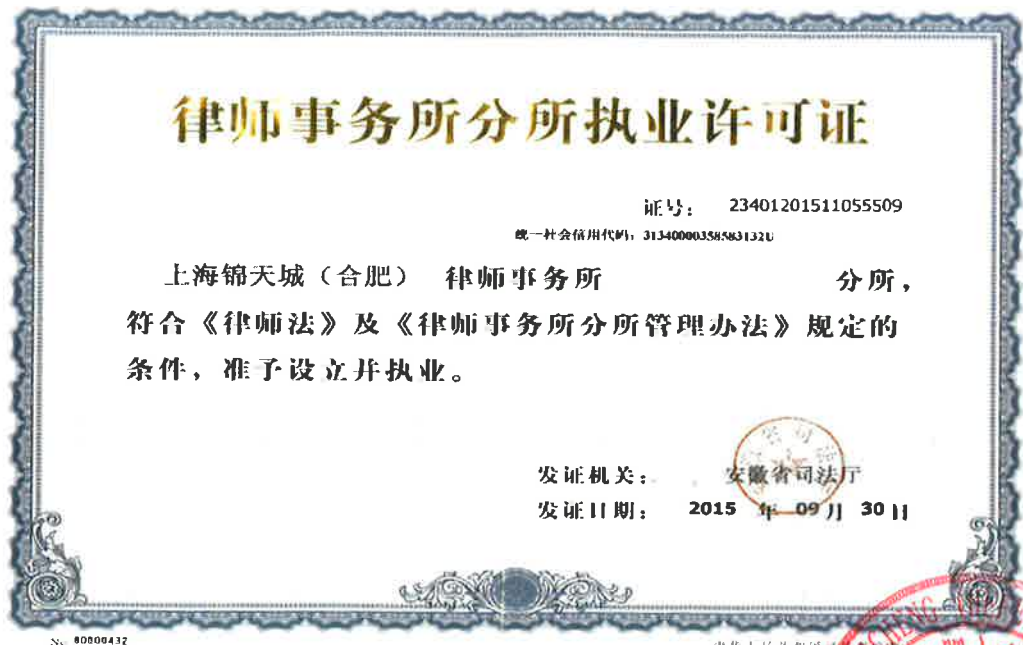 律师事务所分所执业许可证
证号： 23401201511055509
统一社会信用代码：31340000358583132U
上海锦天城（合肥） 律师事务所 分所，
符合《律师法》及《律师事务所分所管理办法》规定的
条件，准予设立并执业。
发证机关： 安徽省司法厅
发证日期： 2015 年 09 月 30 日
No. 80800432